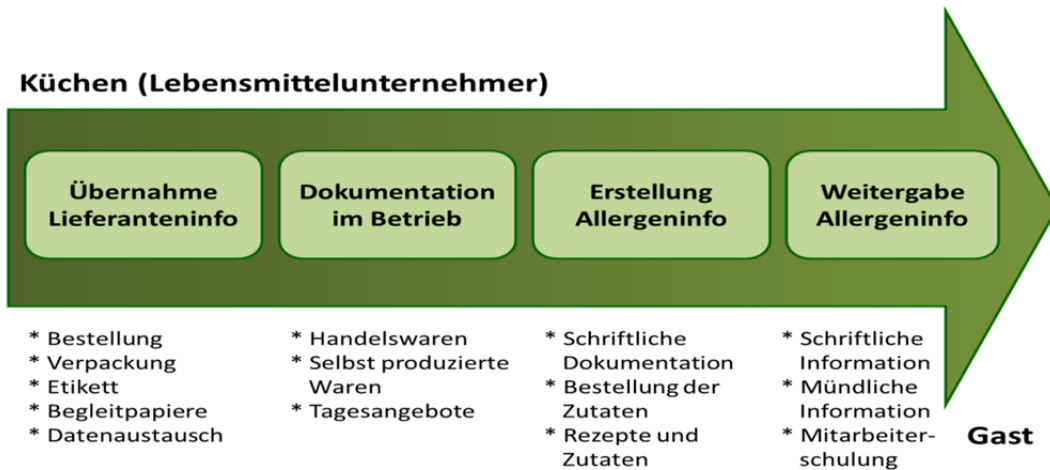 Küchen (Lebensmittelunternehmer)
Übernahme
Lieferanteninfo
Dokumentation
im Betrieb
Erstellung
Allergeninfo
Weitergabe
Allergeninfo
* Bestellung
* Verpackung
* Etikett
* Begleitpapiere
* Datenaustausch
* Handelswaren
* Selbst produzierte
Waren
* Tagesangebote
* Schriftliche
Dokumentation
* Bestellung der
Zutaten
* Rezepte und
Zutaten
* Schriftliche
Information
* Mündliche
Information
* Mitarbeiter-
schulung
Gast